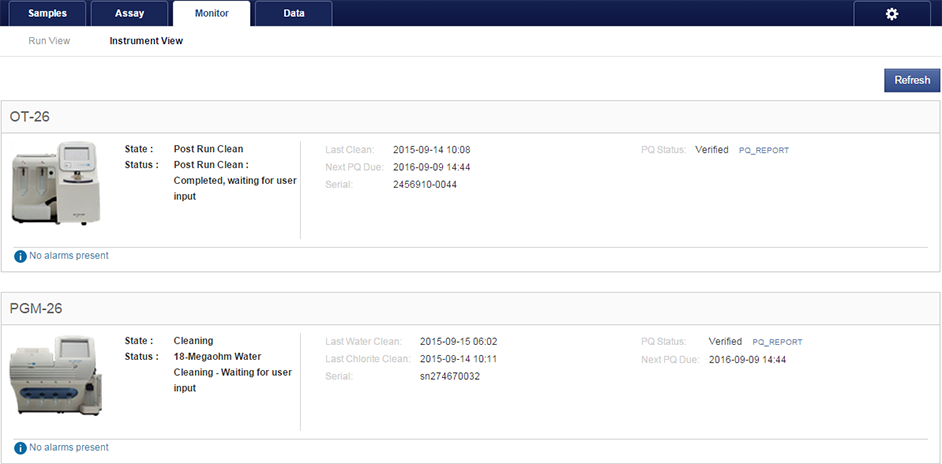 Samples Assay Monitor Data
Run View Instrument View
Refresh
OT-26
State : Post Run Clean
Status : Post Run Clean :
Completed, waiting for user
input
Last Clean: 2015-09-14 10:08
Next PQ Due: 2016-09-09 14:44
Serial: 2456910-0044
PQ Status: Verified PQ_REPORT
No alarms present
PGM-26
State : Cleaning
Status : 18-Megaohm Water
Cleaning - Waiting for user
input
Last Water Clean: 2015-09-15 06:02
Last Chlorite Clean: 2015-09-14 10:11
Serial: sn274670032
PQ Status: Verified PQ_REPORT
Next PQ Due: 2016-09-09 14:44
No alarms present